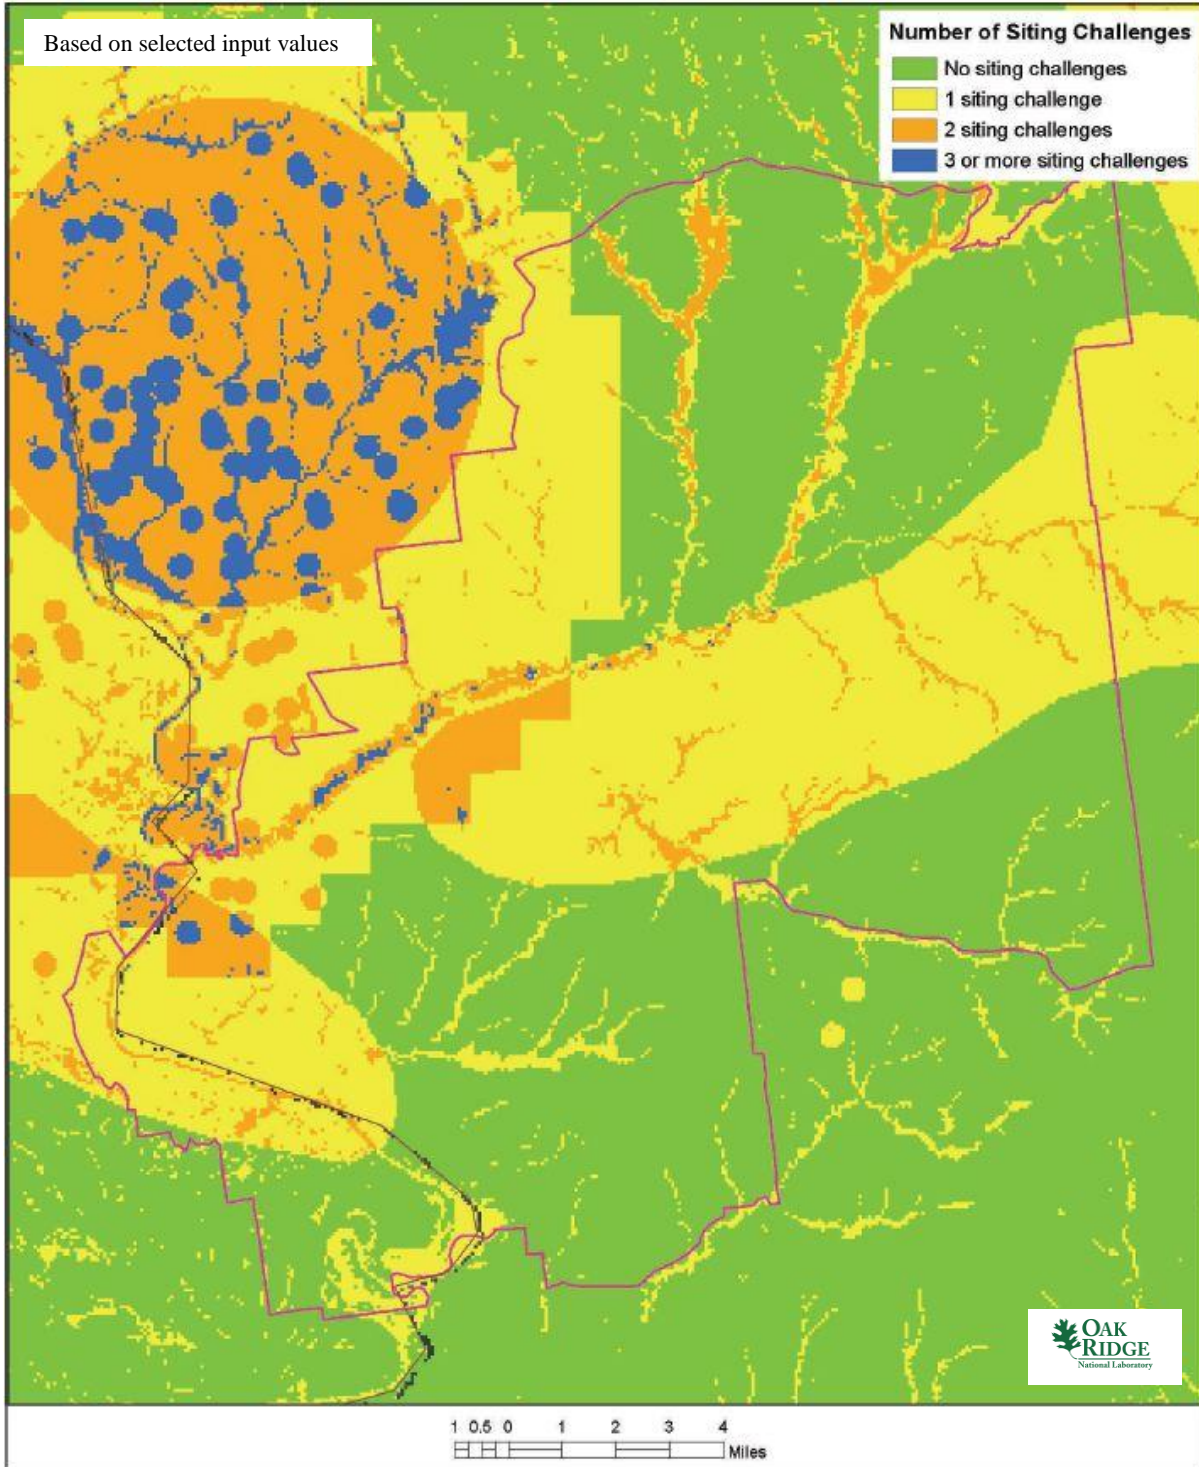 Based on selected input values
Number of Siting Challenges
No siting challenges
1 siting challenge
2 siting challenges
3 or more siting challenges
OAK
RIDGE
National Laboratory
1 0.5 0 1 2 3 4
Miles